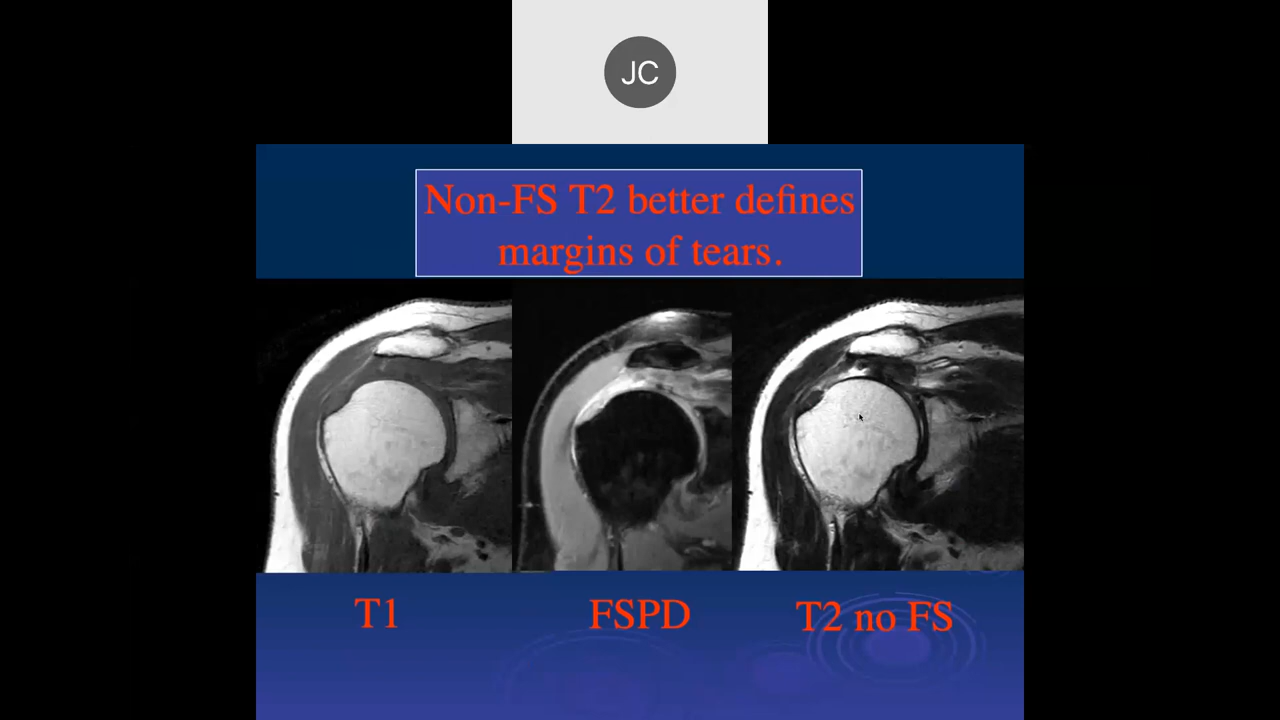 JC
Non-FS T2 better defines
margins of tears.
T1
FSPD
T2 no FS